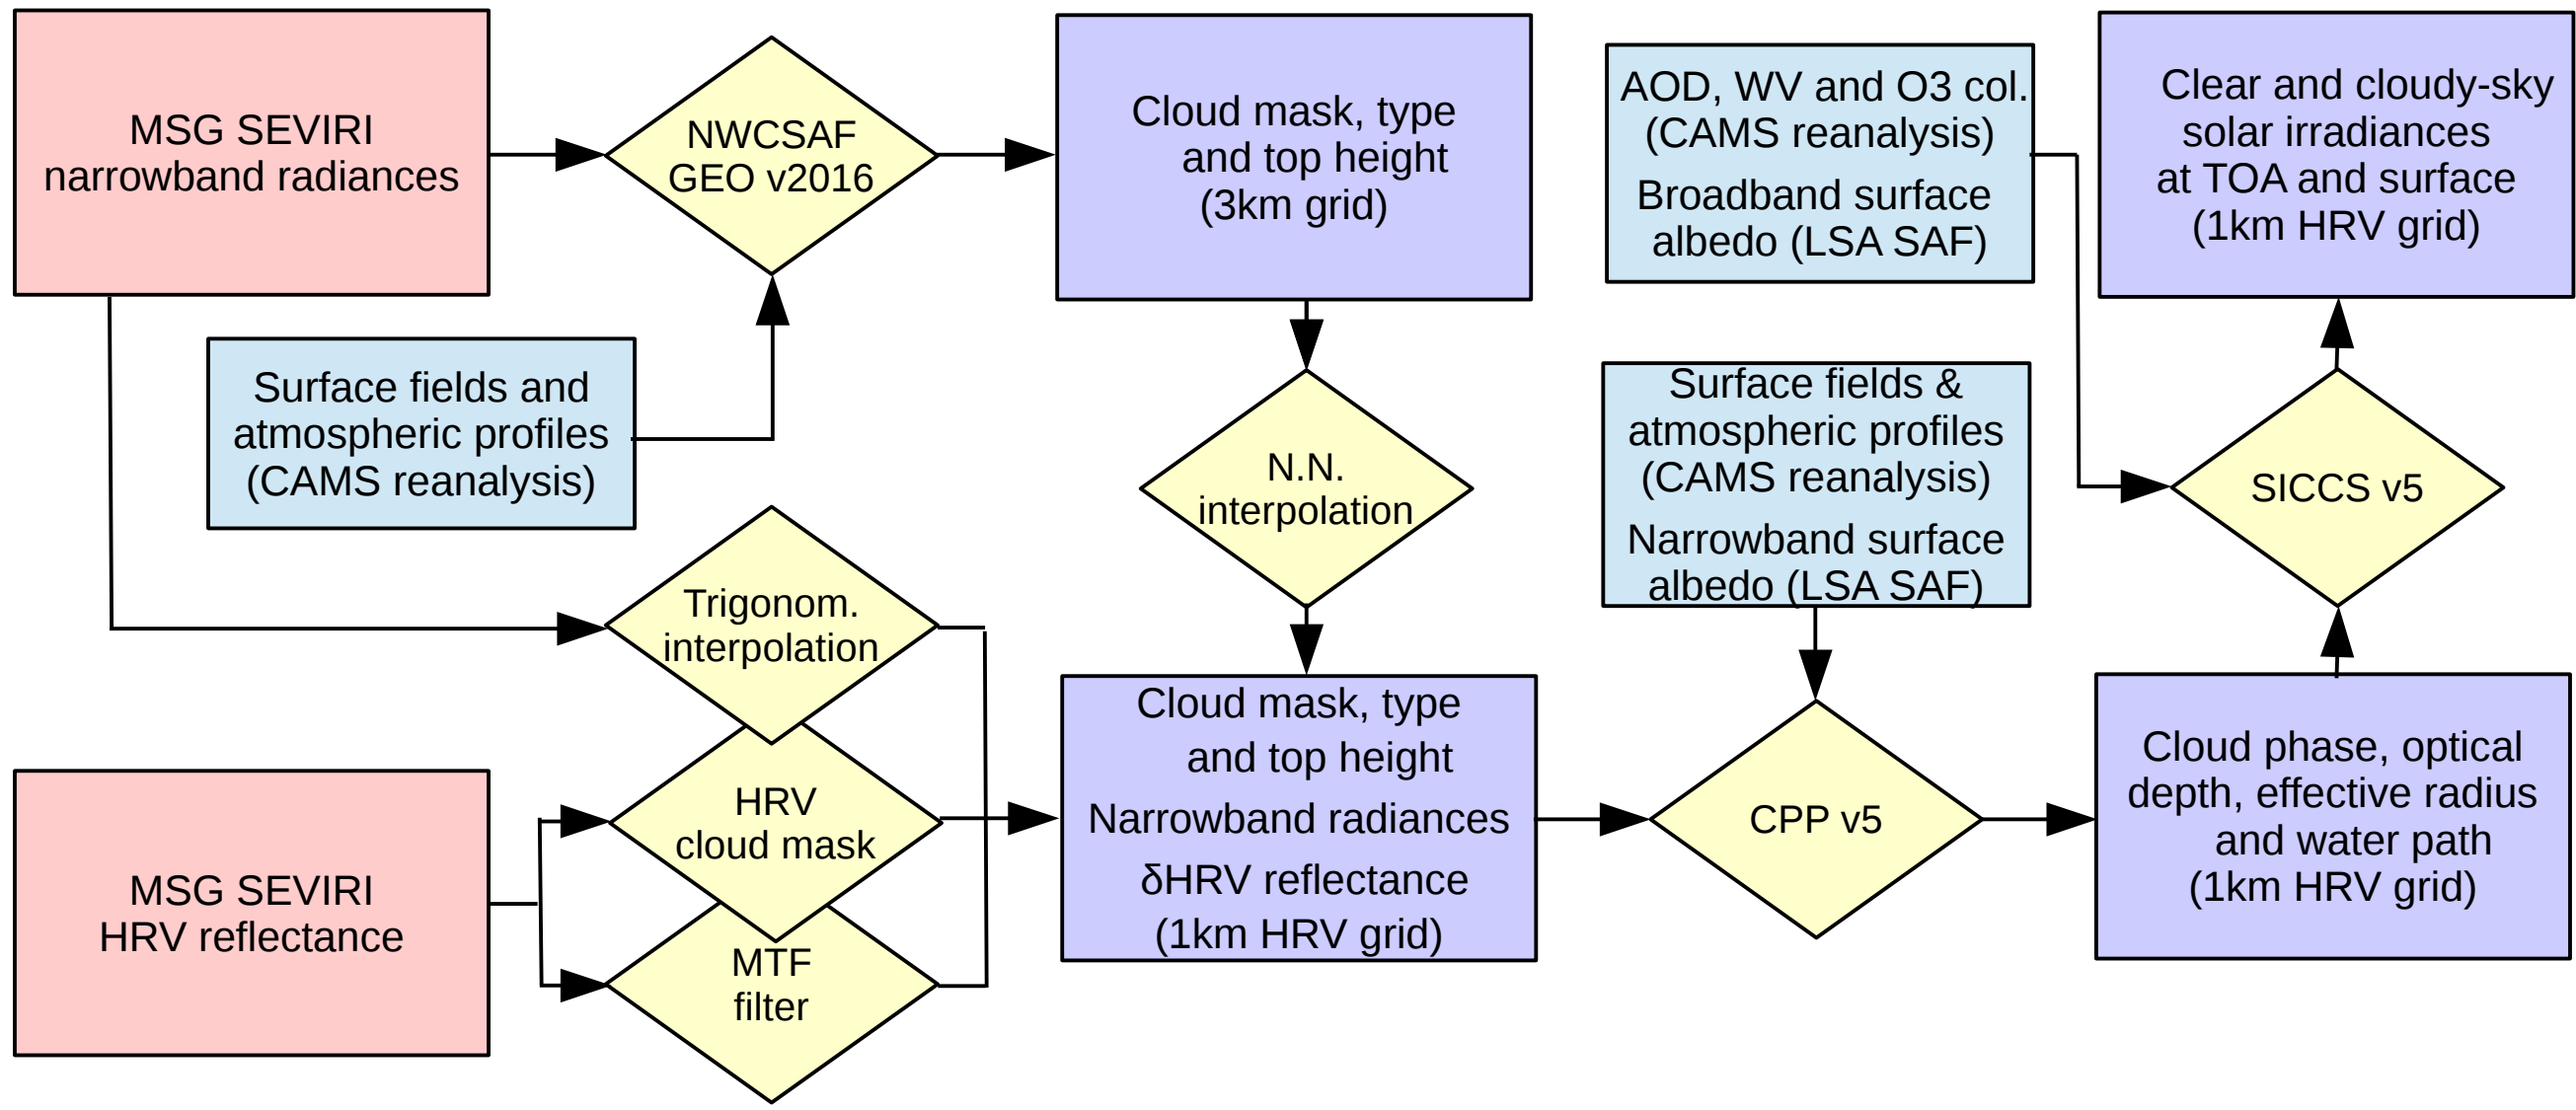 MSG SEVIRI
narrowband radiances
NWCSAF
GEO v2016
Cloud mask, type
and top height
(3km grid)
AOD, WV and O3 col.
(CAMS reanalysis)
Broadband surface
albedo (LSA SAF)
Clear and cloudy-sky
solar irradiances
at TOA and surface
(1km HRV grid)
Surface fields and
atmospheric profiles
(CAMS reanalysis)
N.N.
interpolation
Surface fields &
atmospheric profiles
(CAMS reanalysis)
Narrowband surface
albedo (LSA SAF)
SICCS v5
Trigonom.
interpolation
HRV
cloud mask
MTF
filter
MSG SEVIRI
HRV reflectance
Cloud mask, type
and top height
Narrowband radiances
δHRV reflectance
(1km HRV grid)
CPP v5
Cloud phase, optical
depth, effective radius
and water path
(1km HRV grid)